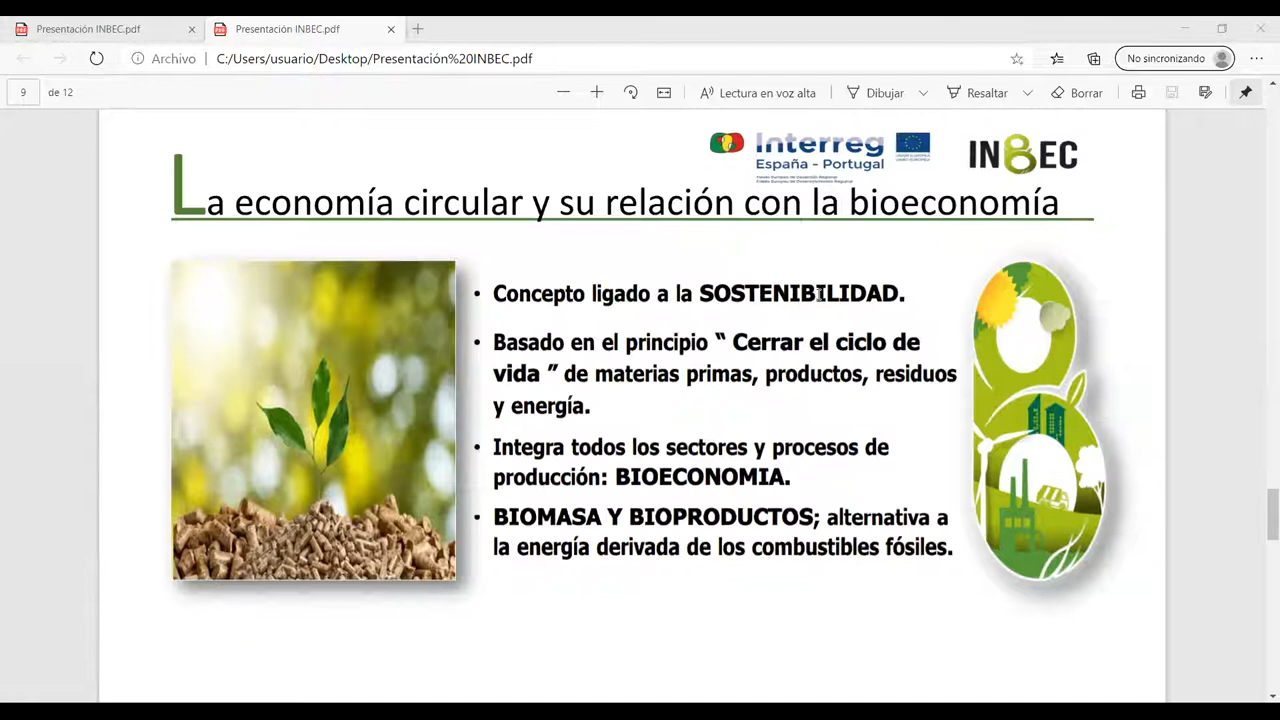 Presentación INBEC.pdf
Presentación INBEC.pdf
Archivo
C:/Users/usuario/Desktop/Presentación%20INBEC.pdf
No sincronizando
9 de 12
Lectura en voz alta
Dibujar
Resaltar
Borrar
Interreg
España - Portugal
INBEC
La economía circular y su relación con la bioeconomía
• Concepto ligado a la SOSTENIBILIDAD.
• Basado en el principio “ Cerrar el ciclo de
vida ” de materias primas, productos, residuos
y energía.
• Integra todos los sectores y procesos de
producción: BIOECONOMIA.
• BIOMASA Y BIOPRODUCTOS; alternativa a
la energía derivada de los combustibles fósiles.